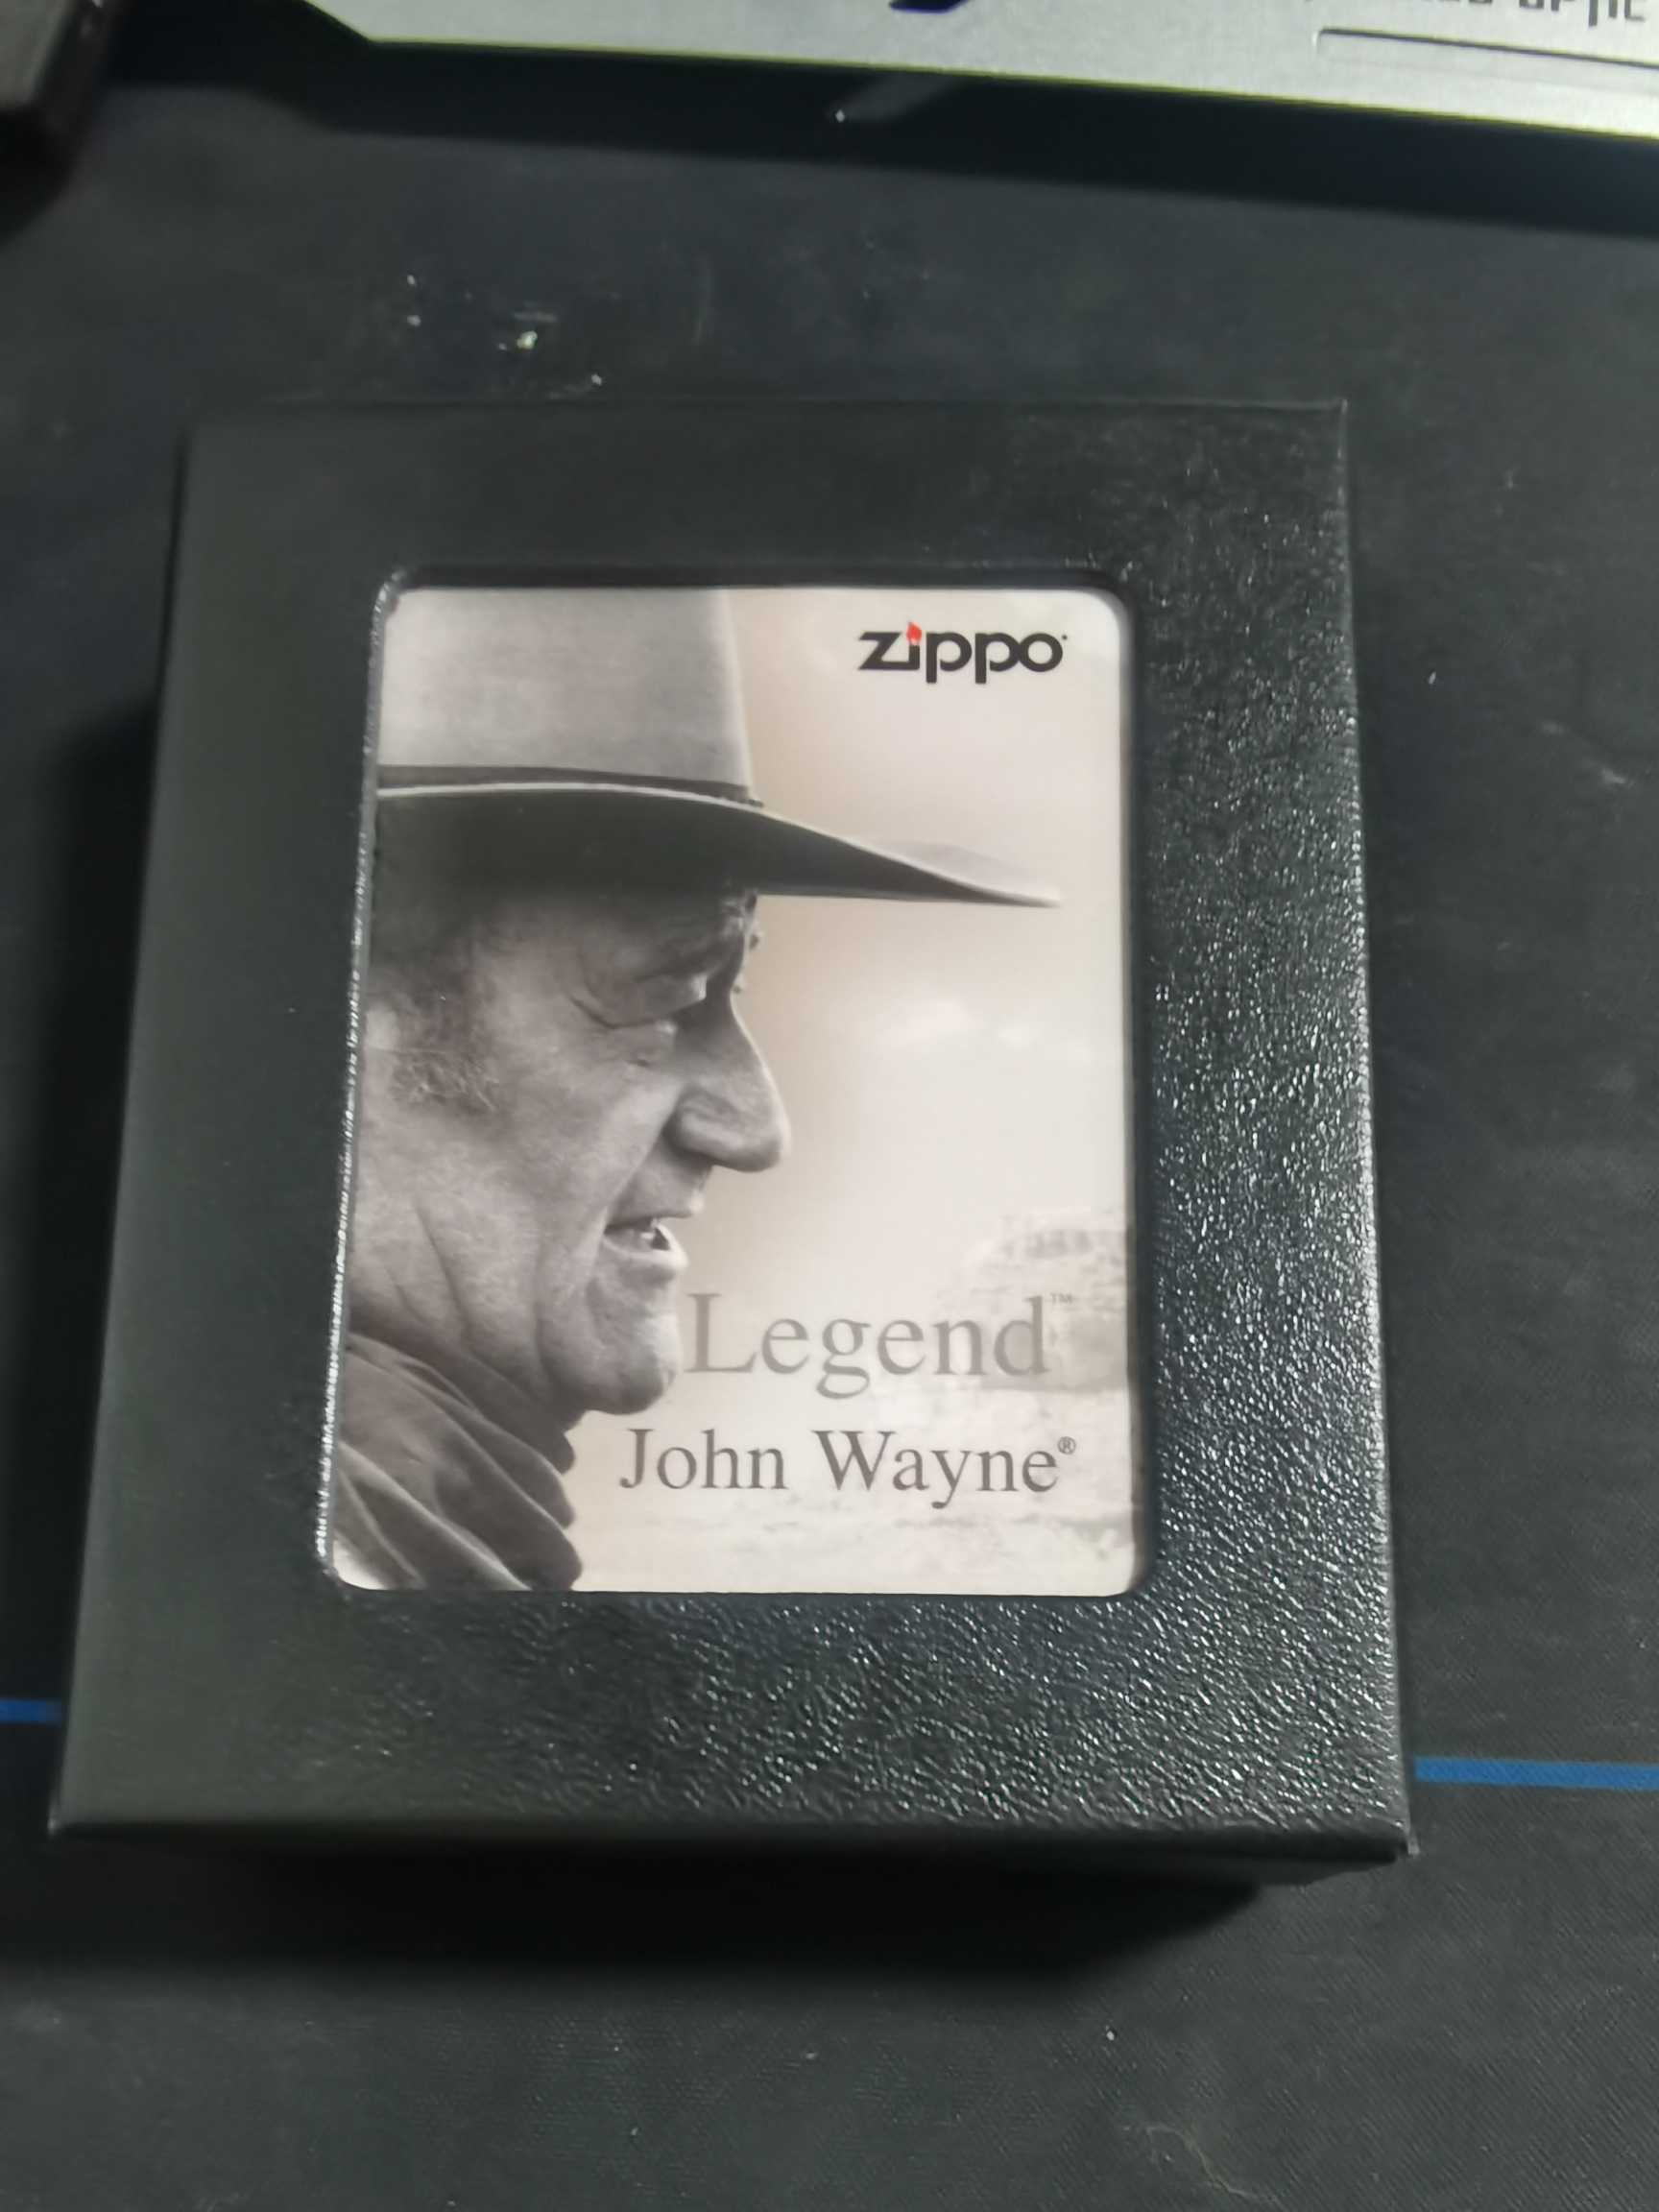 zippo
Legend™
John Wayne®